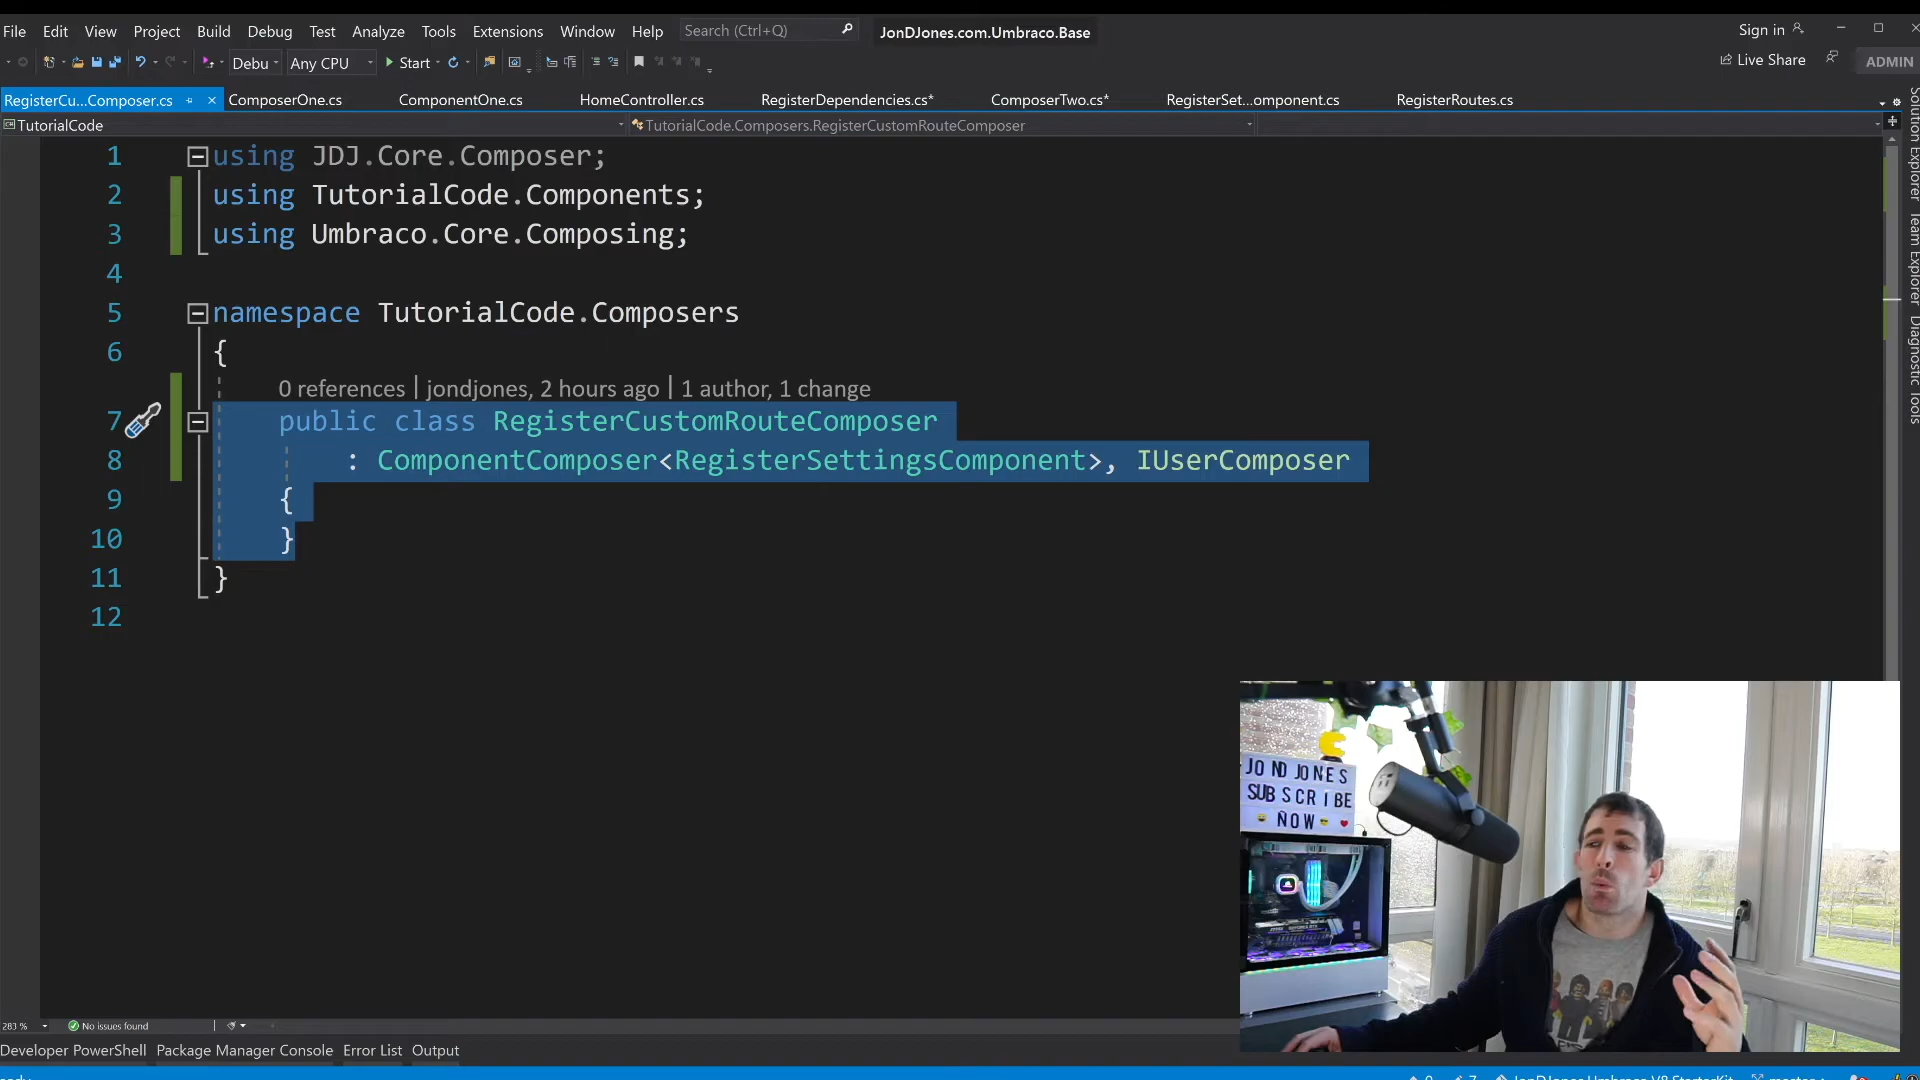 File Edit View Project Build Debug Test Analyze Tools Extensions Window Help Search (Ctrl+Q) JonDJones.com.Umbraco.Base Sign in
Debu Any CPU Start Live Share ADMIN
RegisterCu...Composer.cs ComposerOne.cs ComponentOne.cs HomeController.cs RegisterDependencies.cs* ComposerTwo.cs* RegisterSet...omponent.cs RegisterRoutes.cs
TutorialCode TutorialCode.Composers.RegisterCustomRouteComposer
1 using JDJ.Core.Composer;
2 using TutorialCode.Components;
3 using Umbraco.Core.Composing;
4
5 namespace TutorialCode.Composers
6 {
0 references | jondjones, 2 hours ago | 1 author, 1 change
7 public class RegisterCustomRouteComposer
8 : ComponentComposer<RegisterSettingsComponent>, IUserComposer
9 {
10 }
11 }
12
Solution Explorer
Team Explorer
Diagnostic Tools
JONDJONES
SUBSCRIBE
NOW
283 % No issues found
Developer PowerShell Package Manager Console Error List Output